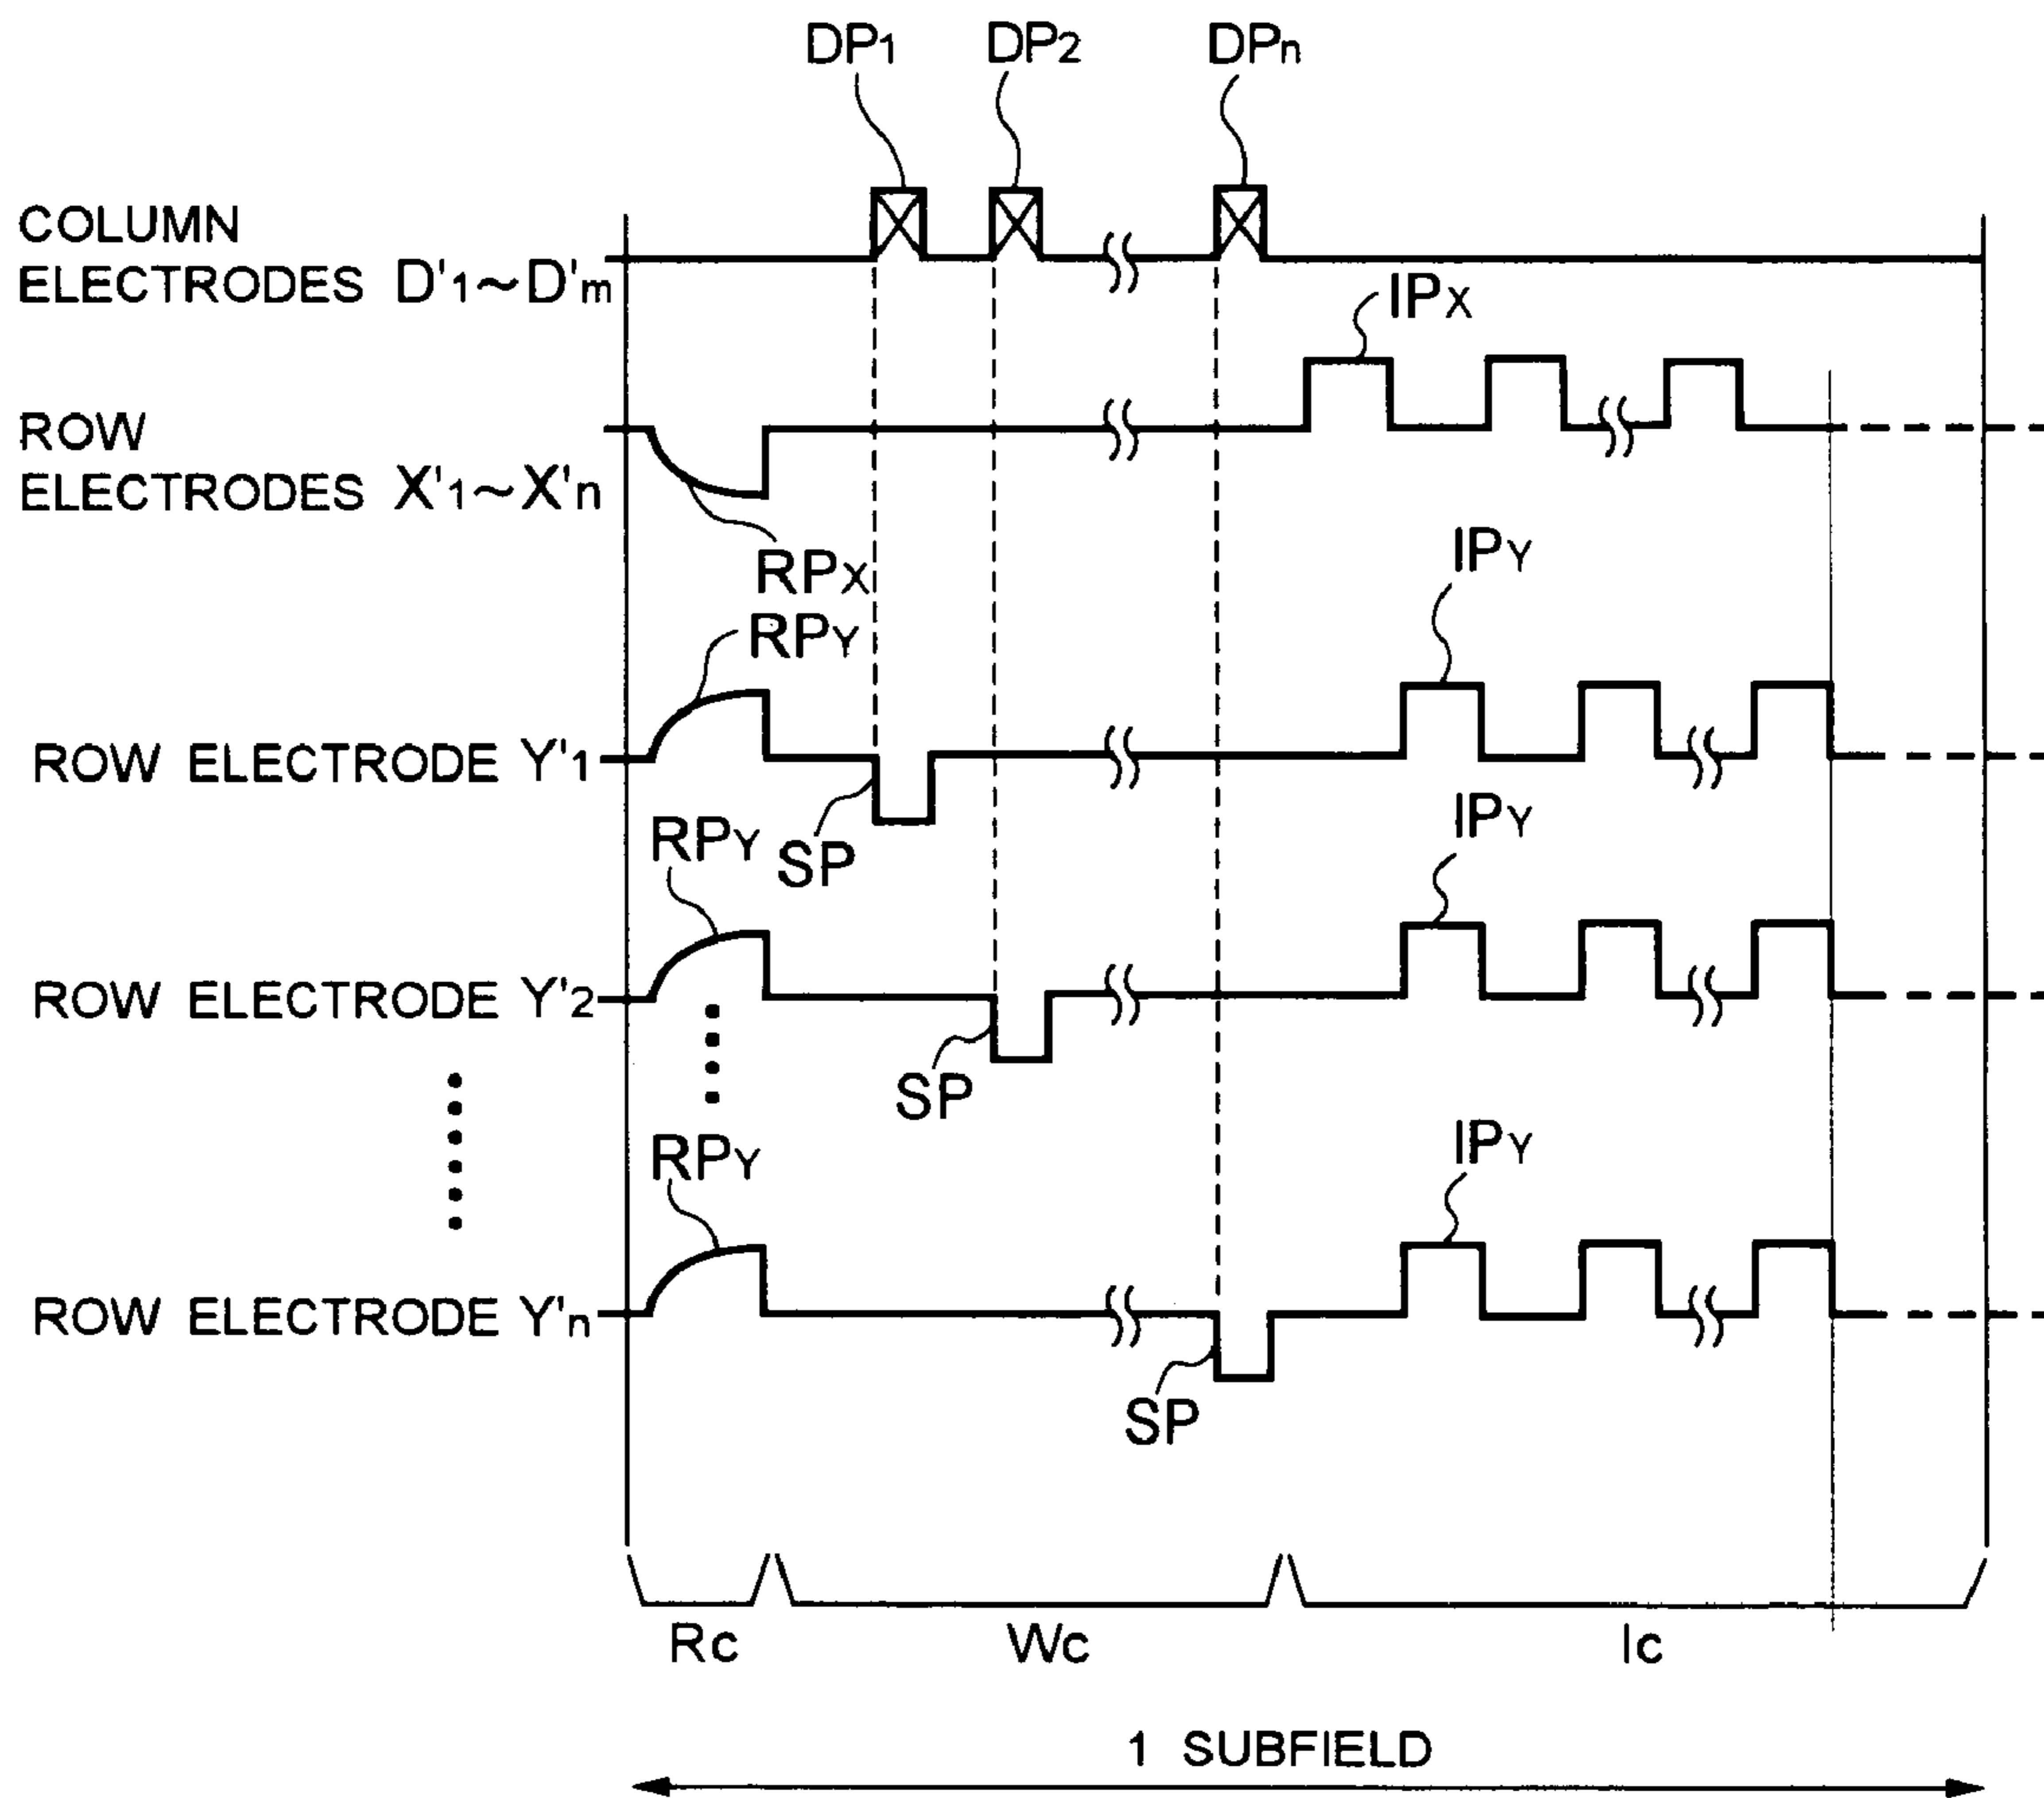 DP1 DP2 DPn
COLUMN
ELECTRODES D'1~D'm
IPX
ROW
ELECTRODES X'1~X'n
RPX
IPY
RPY
ROW ELECTRODE Y'1
SP
IPY
RPY
ROW ELECTRODE Y'2
SP
IPY
RPY
ROW ELECTRODE Y'n
SP
Rc Wc Ic
1 SUBFIELD